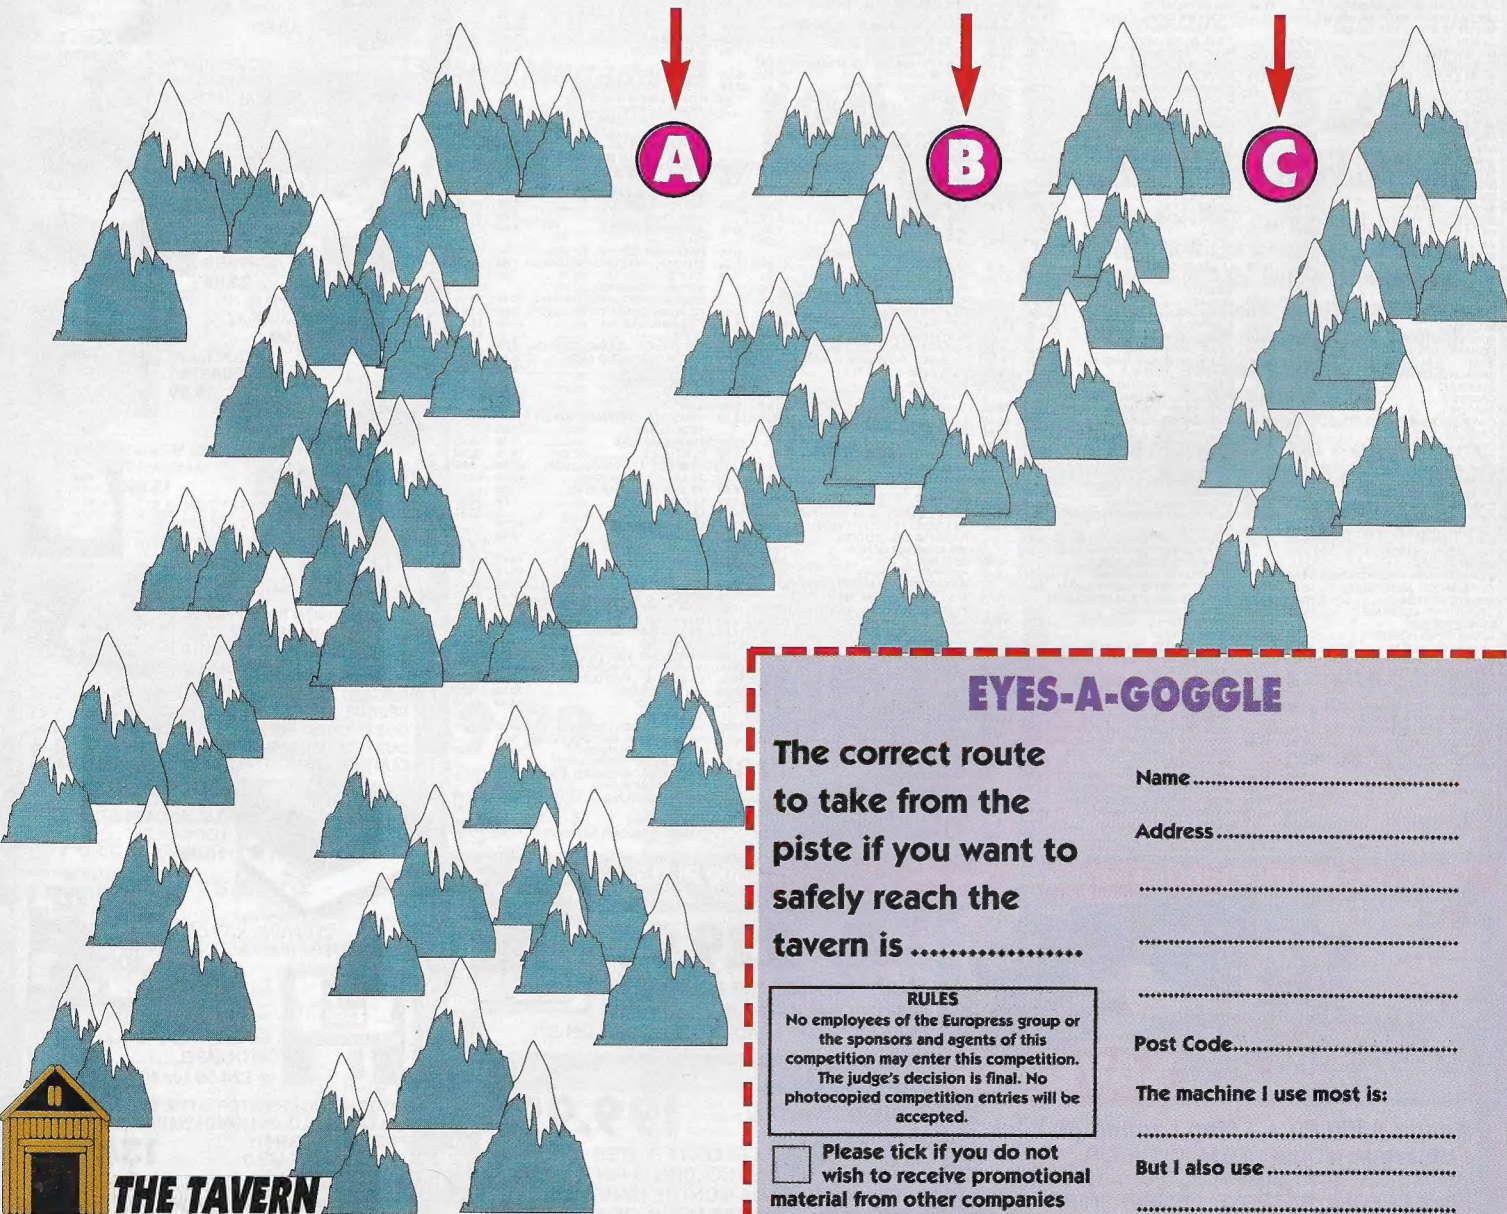 A
B
C
EYES-A-GOGGLE
The correct route
to take from the
piste if you want to
safely reach the
tavern is ..................
RULES
No employees of the Europress group or
the sponsors and agents of this
competition may enter this competition.
The judge's decision is final. No
photocopied competition entries will be
accepted.
Please tick if you do not
wish to receive promotional
material from other companies
Name
Address
Post Code
The machine I use most is:
But I also use
THE TAVERN